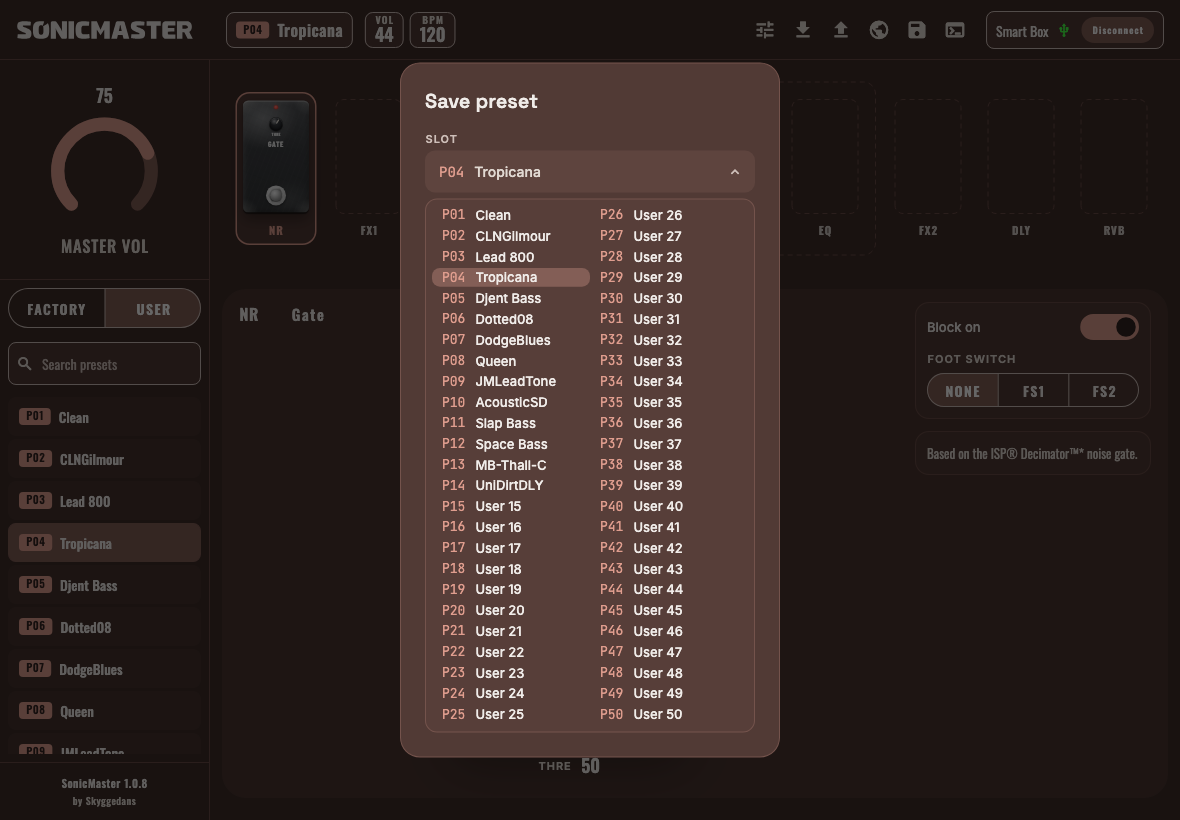 SONICMASTER
P04 Tropicana
VOL
44
BPM
120
Smart Box
Disconnect
75
MASTER VOL
FACTORY
USER
Search presets
P01 Clean
P02 CLNGilmour
P03 Lead 800
P04 Tropicana
P05 Djent Bass
P06 Dotted08
P07 DodgeBlues
P08 Queen
P09 JMLeadTone
SonicMaster 1.0.8
by Skyggedans
GATE
NR
FX1
EQ
FX2
DLY
RVB
NR Gate
Save preset
SLOT
P04 Tropicana
P01 Clean
P02 CLNGilmour
P03 Lead 800
P04 Tropicana
P05 Djent Bass
P06 Dotted08
P07 DodgeBlues
P08 Queen
P09 JMLeadTone
P10 AcousticSD
P11 Slap Bass
P12 Space Bass
P13 MB-Thall-C
P14 UniDirtDLY
P15 User 15
P16 User 16
P17 User 17
P18 User 18
P19 User 19
P20 User 20
P21 User 21
P22 User 22
P23 User 23
P24 User 24
P25 User 25
P26 User 26
P27 User 27
P28 User 28
P29 User 29
P30 User 30
P31 User 31
P32 User 32
P33 User 33
P34 User 34
P35 User 35
P36 User 36
P37 User 37
P38 User 38
P39 User 39
P40 User 40
P41 User 41
P42 User 42
P43 User 43
P44 User 44
P45 User 45
P46 User 46
P47 User 47
P48 User 48
P49 User 49
P50 User 50
THRE 50
Block on
FOOT SWITCH
NONE
FS1
FS2
Based on the ISP® Decimator™* noise gate.